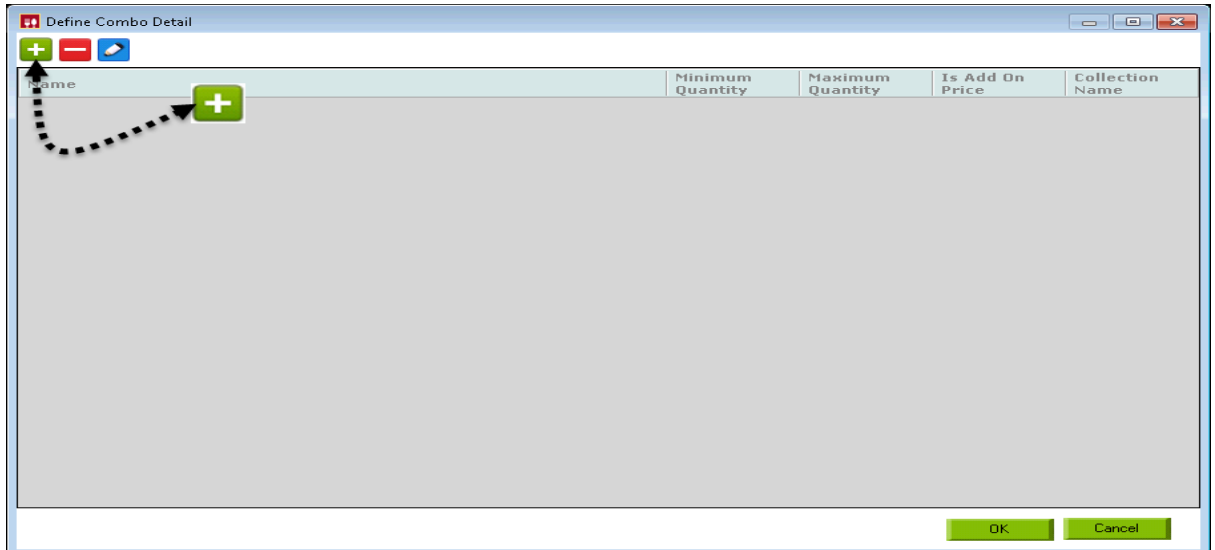 Define Combo Detail
Name
Minimum Quantity
Maximum Quantity
Is Add On Price
Collection Name
OK
Cancel